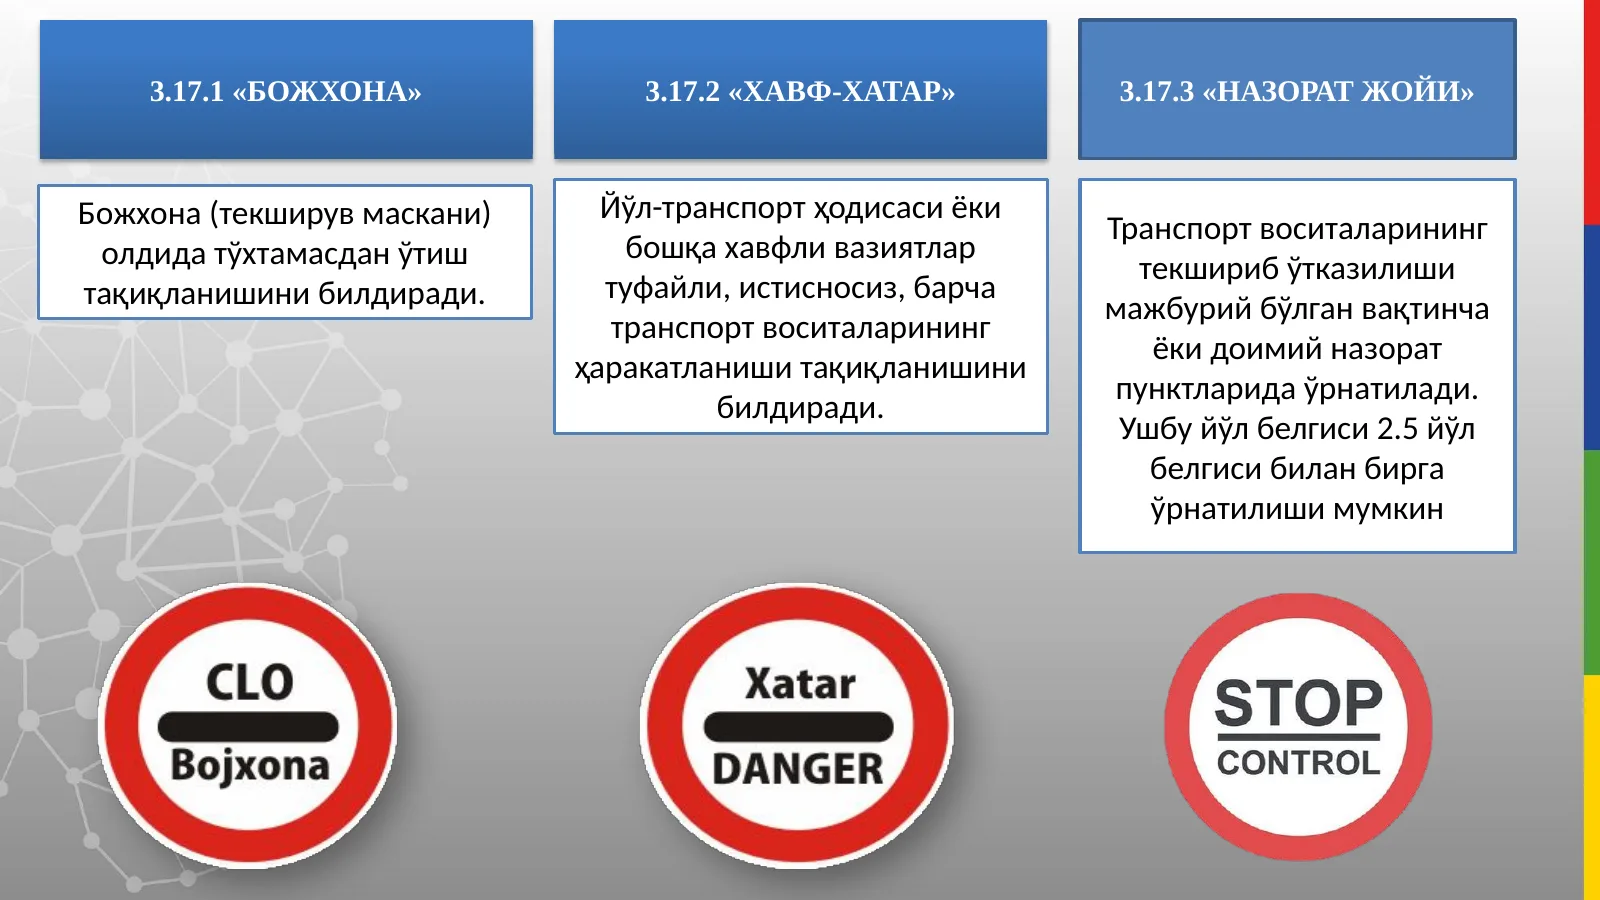 3.17.1 «БОЖХОНА»
Божхона (текширув маскани)
олдида тўхтамасдан ўтиш
тақиқланишини билдиради.
3.17.2 «ХАВФ-ХАТАР»
Йўл-транспорт ҳодисаси ёки
бошқа хавфли вазиятлар
туфайли, истисносиз, барча
транспорт воситаларининг
ҳаракатланиши тақиқланишини
билдиради.
3.17.3 «НАЗОРАТ ЖОЙИ»
Транспорт воситаларининг
текшириб ўтказилиши
мажбурий бўлган вақтинча
ёки доимий назорат
пунктларида ўрнатилади.
Ушбу йўл белгиси 2.5 йўл
белгиси билан бирга
ўрнатилиши мумкин
CLO
Bojxona
Xatar
DANGER
STOP
CONTROL